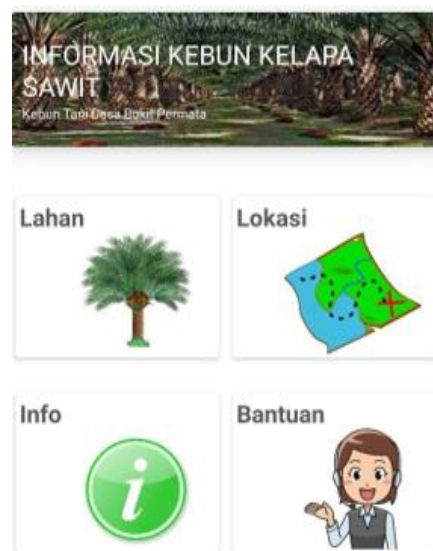 INFORMASI KEBUN KELAPA
SAWIT
Kebun Tani Desa Bukit Permata
Lahan
Lokasi
Info
Bantuan